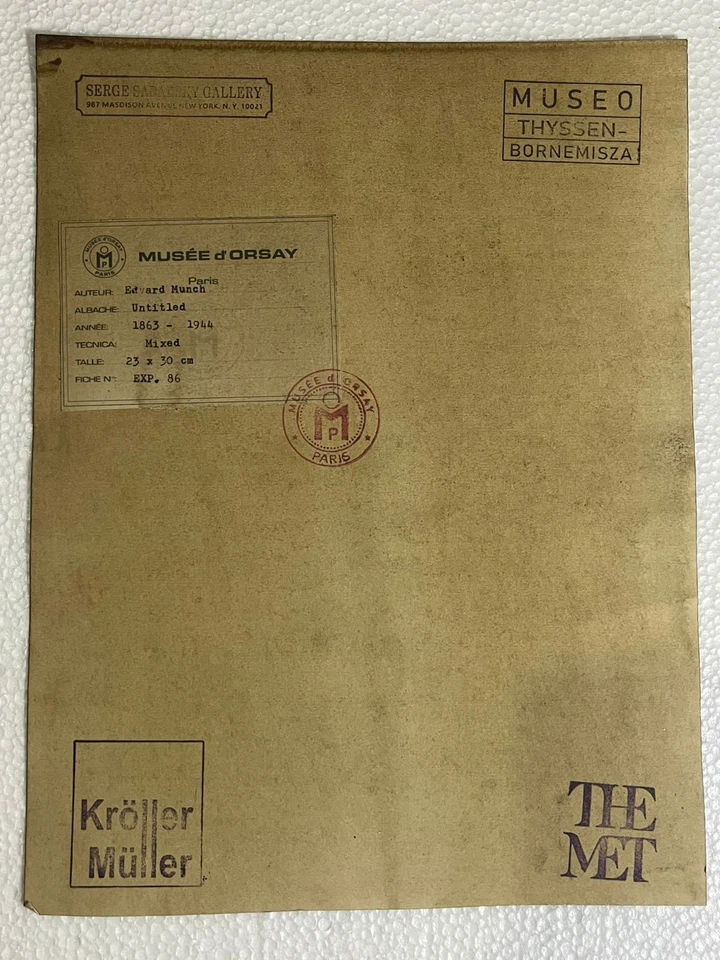 SERGE SABARSKY GALLERY
987 MASDISON AVENUE, NEW YORK, N. Y. 10021
MUSEO
THYSSEN-
BORNEMISZA
MUSÉE d'ORSAY
PARIS
MUSÉE d'ORSAY
Paris
AUTEUR: Edvard Munch
ALBACHE: Untitled
ANNÉE: 1863 - 1944
TECNICA: Mixed
TALLE: 23 x 30 cm
FICHE Nº: EXP. 86
MUSÉE d'ORSAY
M
P
PARIS
Kröller
Müller
THE
MET